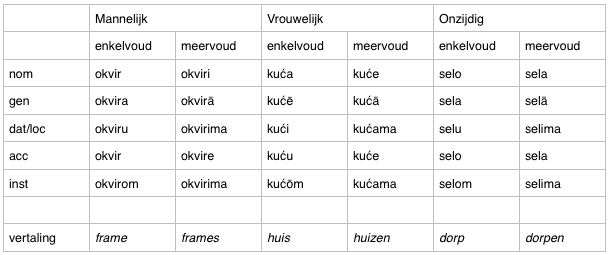 Mannelijk Vrouwelijk Onzijdig
enkelvoud meervoud enkelvoud meervoud enkelvoud meervoud
nom okvir okviri kuća kuće selo sela
gen okvira okvirā kućē kućā sela selā
dat/loc okviru okvirima kući kućama selu selima
acc okvir okvire kuću kuće selo sela
inst okvirom okvirima kućōm kućama selom selima
vertaling frame frames huis huizen dorp dorpen